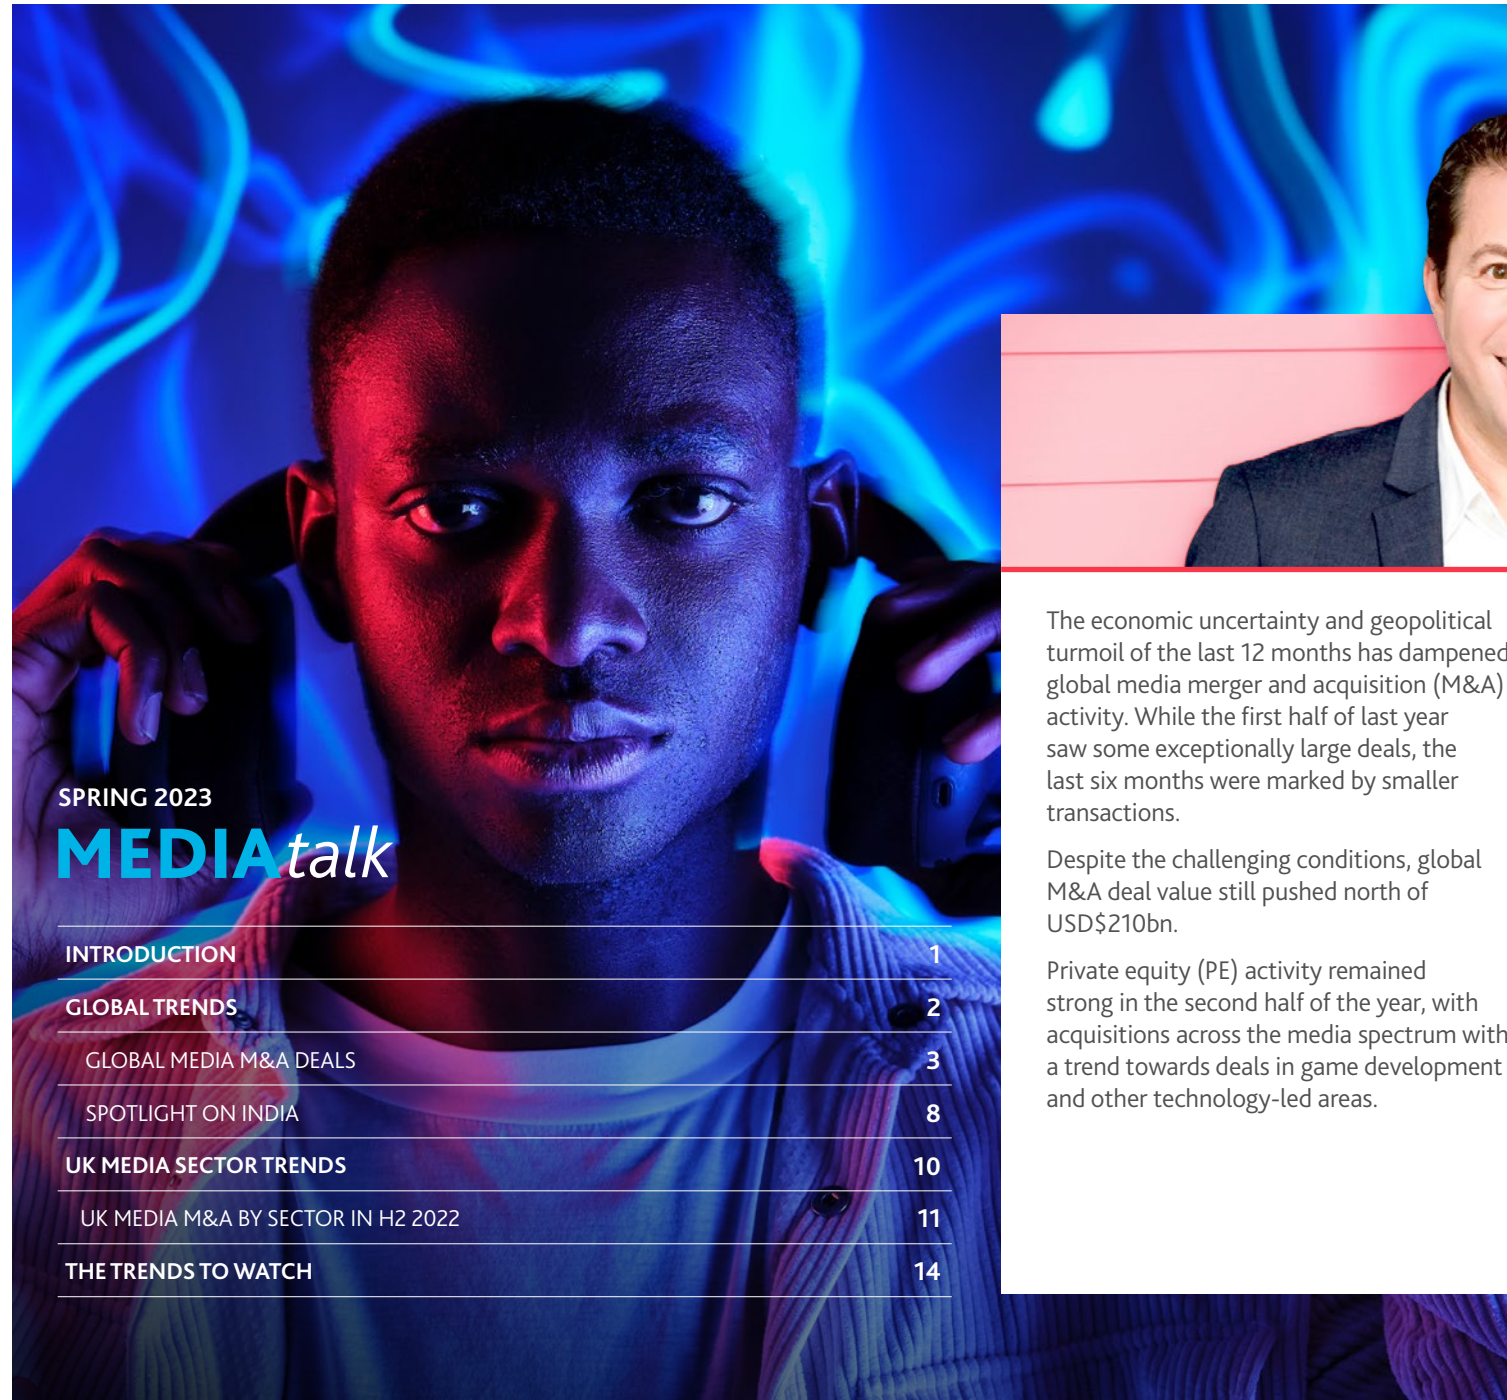 SPRING 2023
MEDIAtalk
INTRODUCTION 1
GLOBAL TRENDS 2
GLOBAL MEDIA M&A DEALS 3
SPOTLIGHT ON INDIA 8
UK MEDIA SECTOR TRENDS 10
UK MEDIA M&A BY SECTOR IN H2 2022 11
THE TRENDS TO WATCH 14
The economic uncertainty and geopolitical
turmoil of the last 12 months has dampened
global media merger and acquisition (M&A)
activity. While the first half of last year
saw some exceptionally large deals, the
last six months were marked by smaller
transactions.
Despite the challenging conditions, global
M&A deal value still pushed north of
USD$210bn.
Private equity (PE) activity remained
strong in the second half of the year, with
acquisitions across the media spectrum with
a trend towards deals in game development
and other technology-led areas.